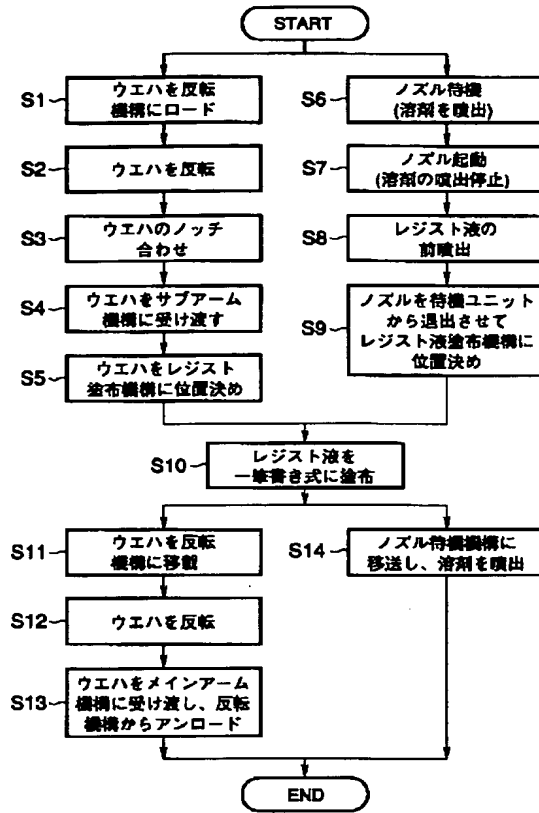 START
S1
ウエハを反転
機構にロード
S2
ウエハを反転
S3
ウエハのノッチ
合わせ
S4
ウエハをサブアーム
機構に受け渡す
S5
ウエハをレジスト
塗布機構に位置決め
S6
ノズル待機
(溶剤を噴出)
S7
ノズル起動
(溶剤の噴出停止)
S8
レジスト液の
前噴出
S9
ノズルを待機ユニット
から退出させて
レジスト液塗布機構に
位置決め
S10
レジスト液を
一筆書き式に塗布
S11
ウエハを反転
機構に移載
S12
ウエハを反転
S13
ウエハをメインアーム
機構に受け渡し、反転
機構からアンロード
S14
ノズル待機機構に
移送し、溶剤を噴出
END